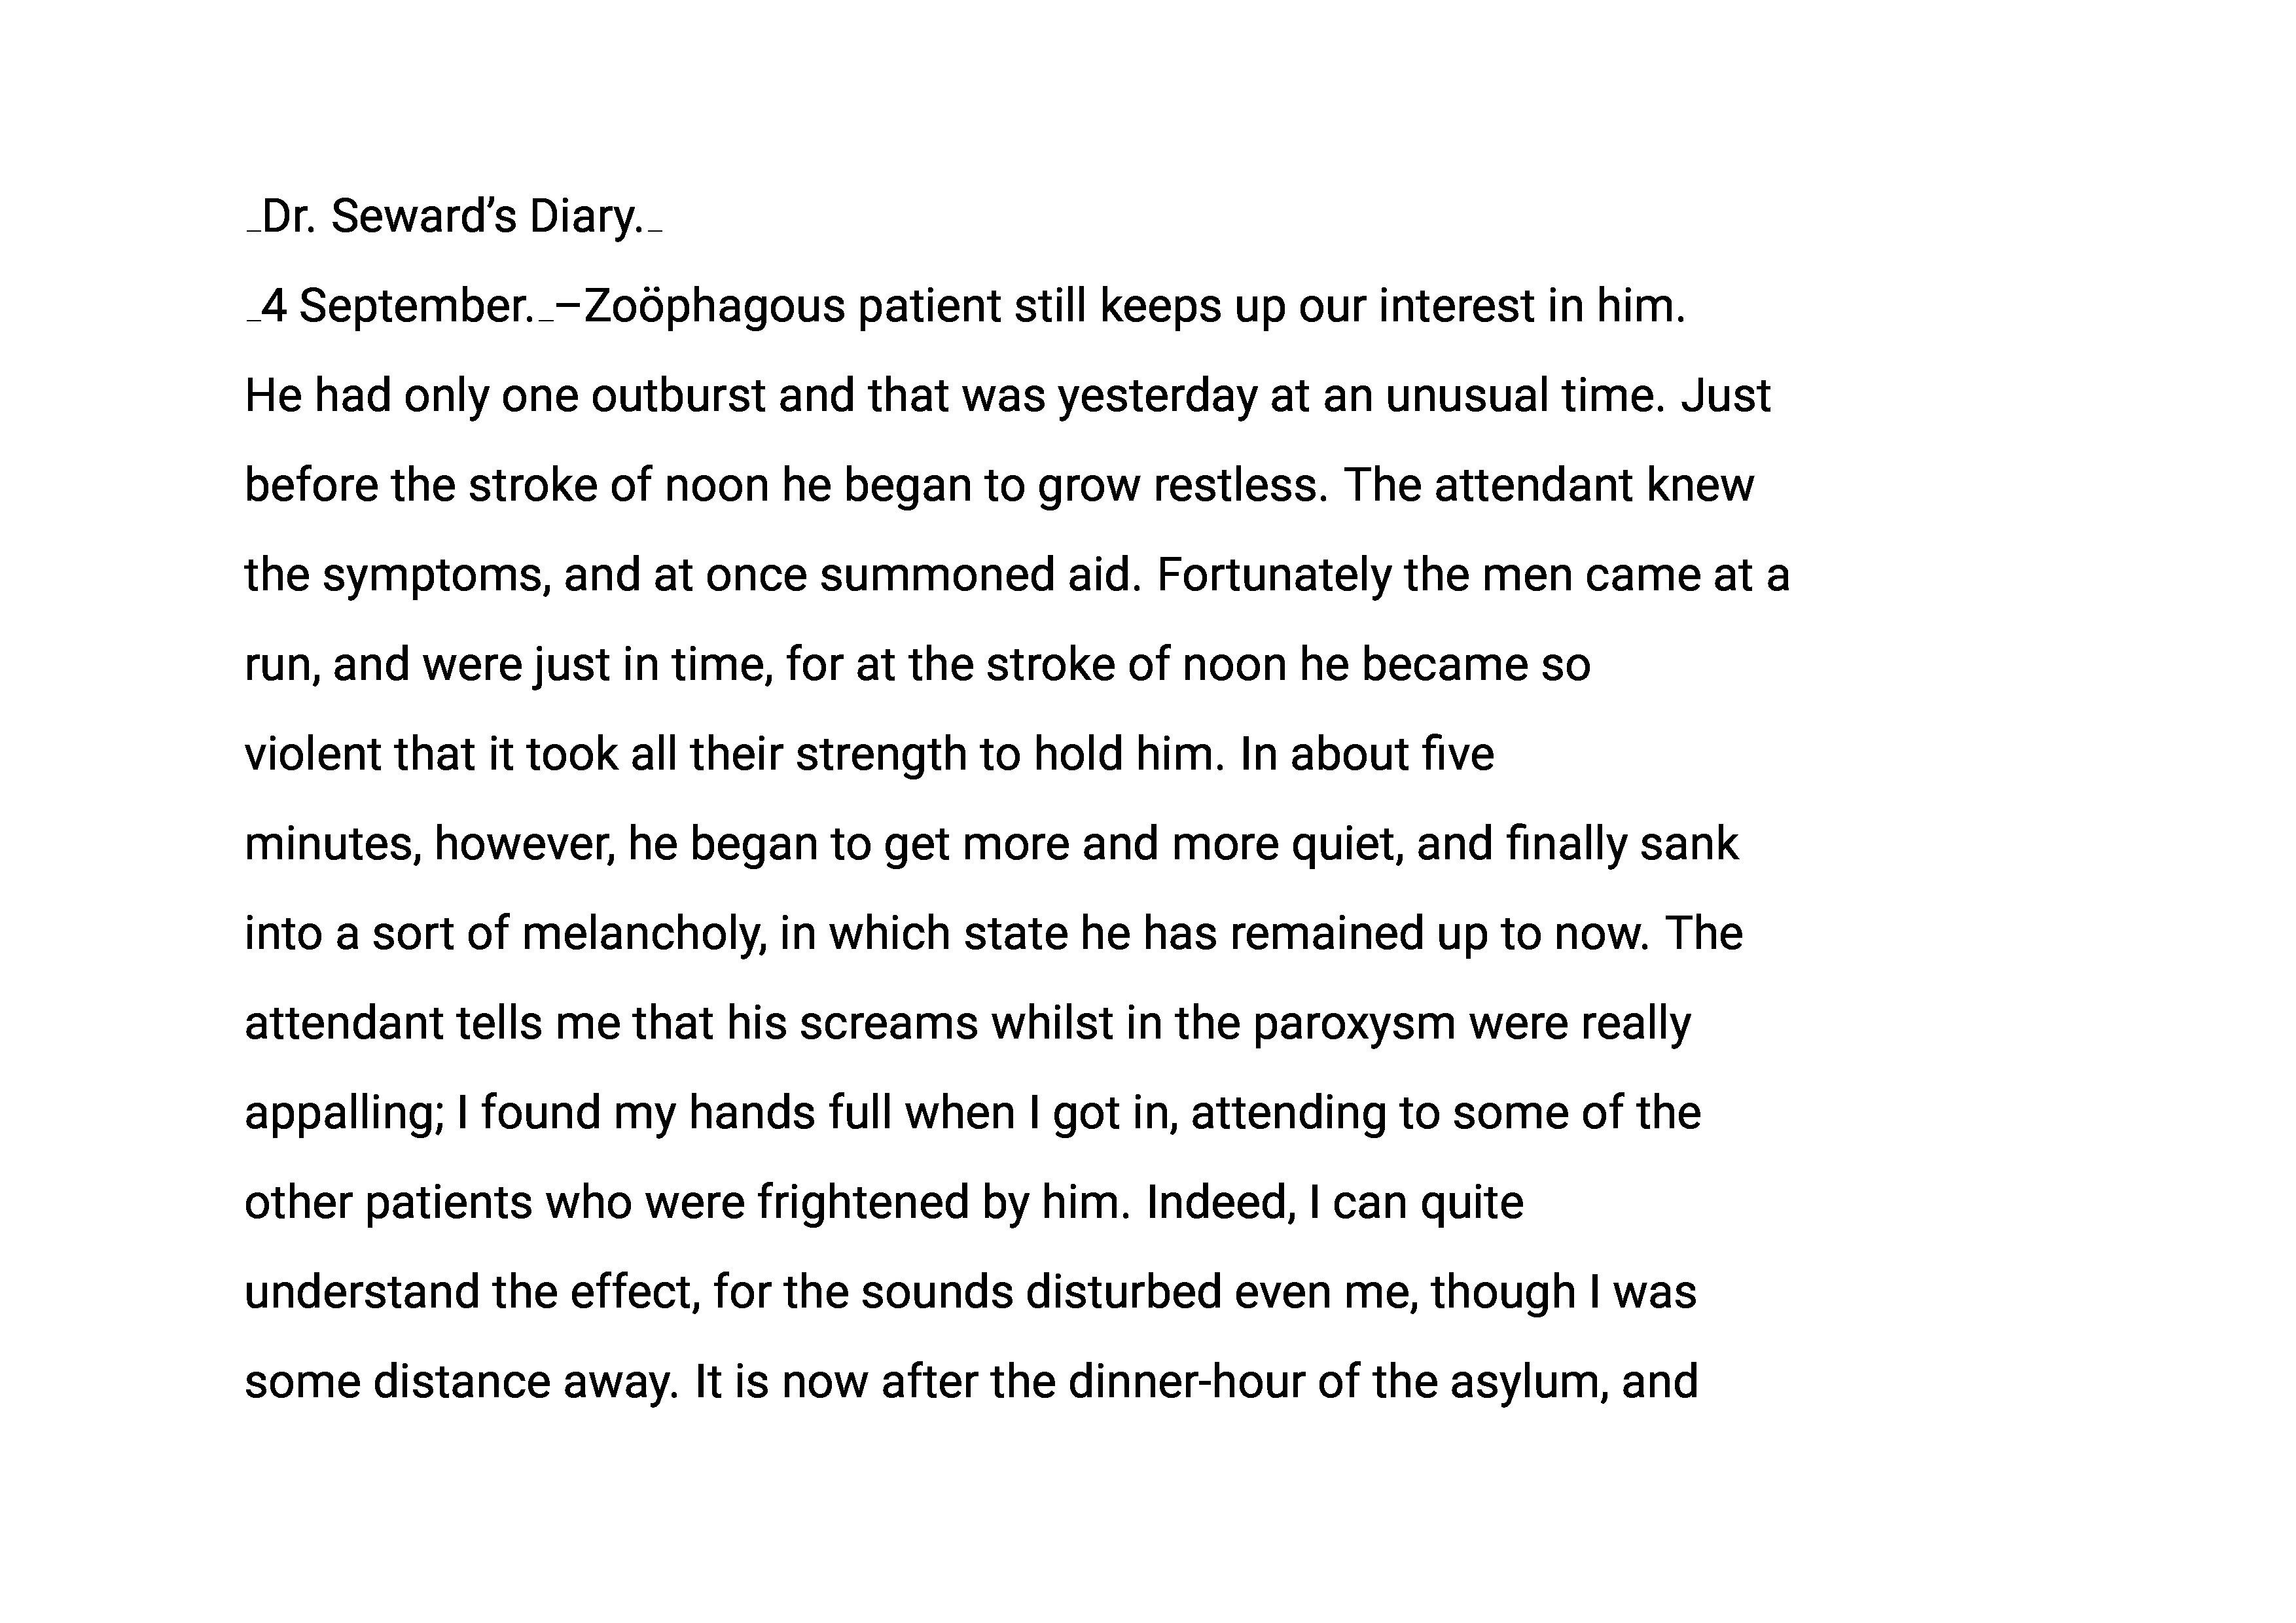 _Dr. Seward’s Diary._
_4 September._–Zoöphagous patient still keeps up our interest in him.
He had only one outburst and that was yesterday at an unusual time. Just
before the stroke of noon he began to grow restless. The attendant knew
the symptoms, and at once summoned aid. Fortunately the men came at a
run, and were just in time, for at the stroke of noon he became so
violent that it took all their strength to hold him. In about five
minutes, however, he began to get more and more quiet, and finally sank
into a sort of melancholy, in which state he has remained up to now. The
attendant tells me that his screams whilst in the paroxysm were really
appalling; I found my hands full when I got in, attending to some of the
other patients who were frightened by him. Indeed, I can quite
understand the effect, for the sounds disturbed even me, though I was
some distance away. It is now after the dinner-hour of the asylum, and